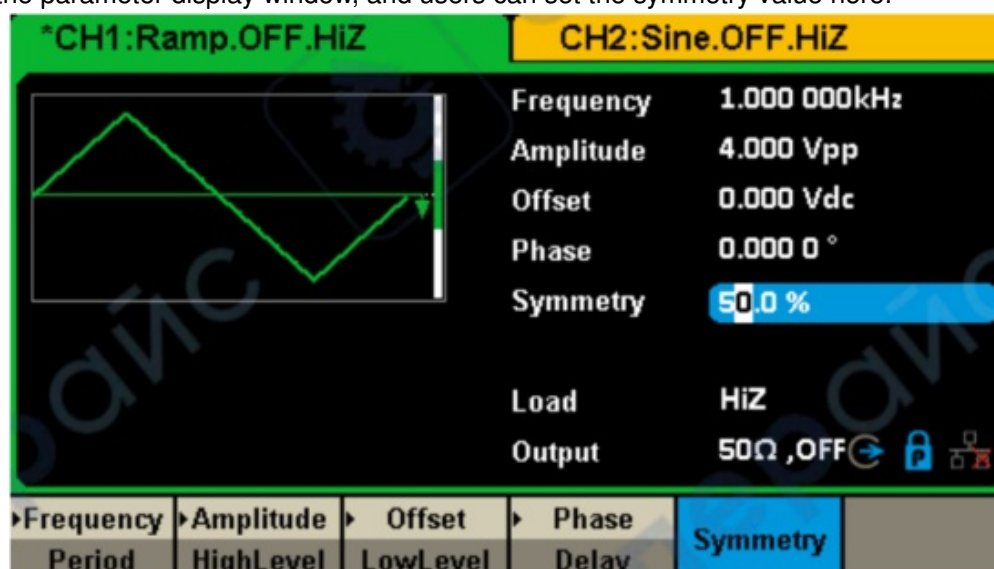 the parameter display window, and users can set the symmetry value here.
*CH1:Ramp.OFF.HiZ CH2:Sine.OFF.HiZ
Frequency 1.000 000kHz
Amplitude 4.000 Vpp
Offset 0.000 Vdc
Phase 0.000 0 °
Symmetry 50.0 %
Load HiZ
Output 50Ω ,OFF P
Frequency Amplitude Offset Phase Symmetry
Period HighLevel LowLevel Delay